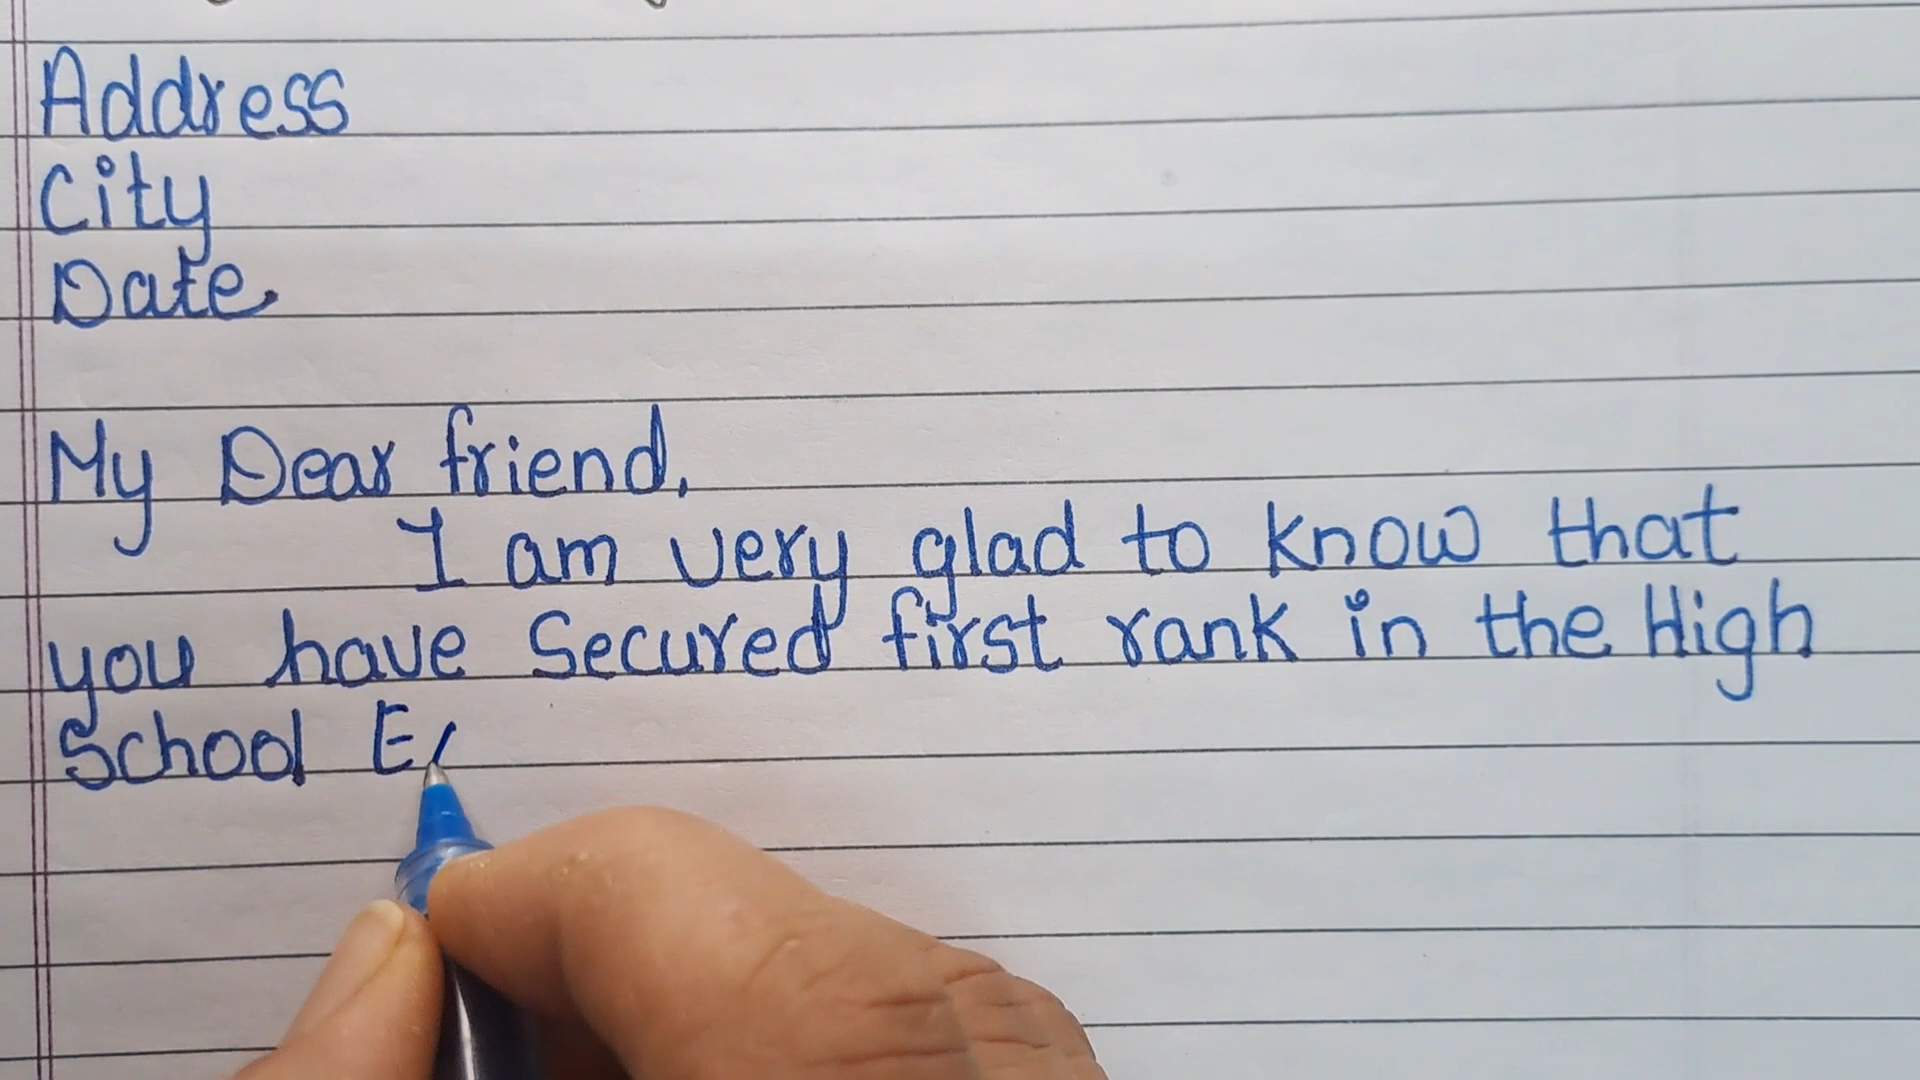 Address
City
Date.
My Dear friend,
I am very glad to know that
you have Secured first rank in the High
School E